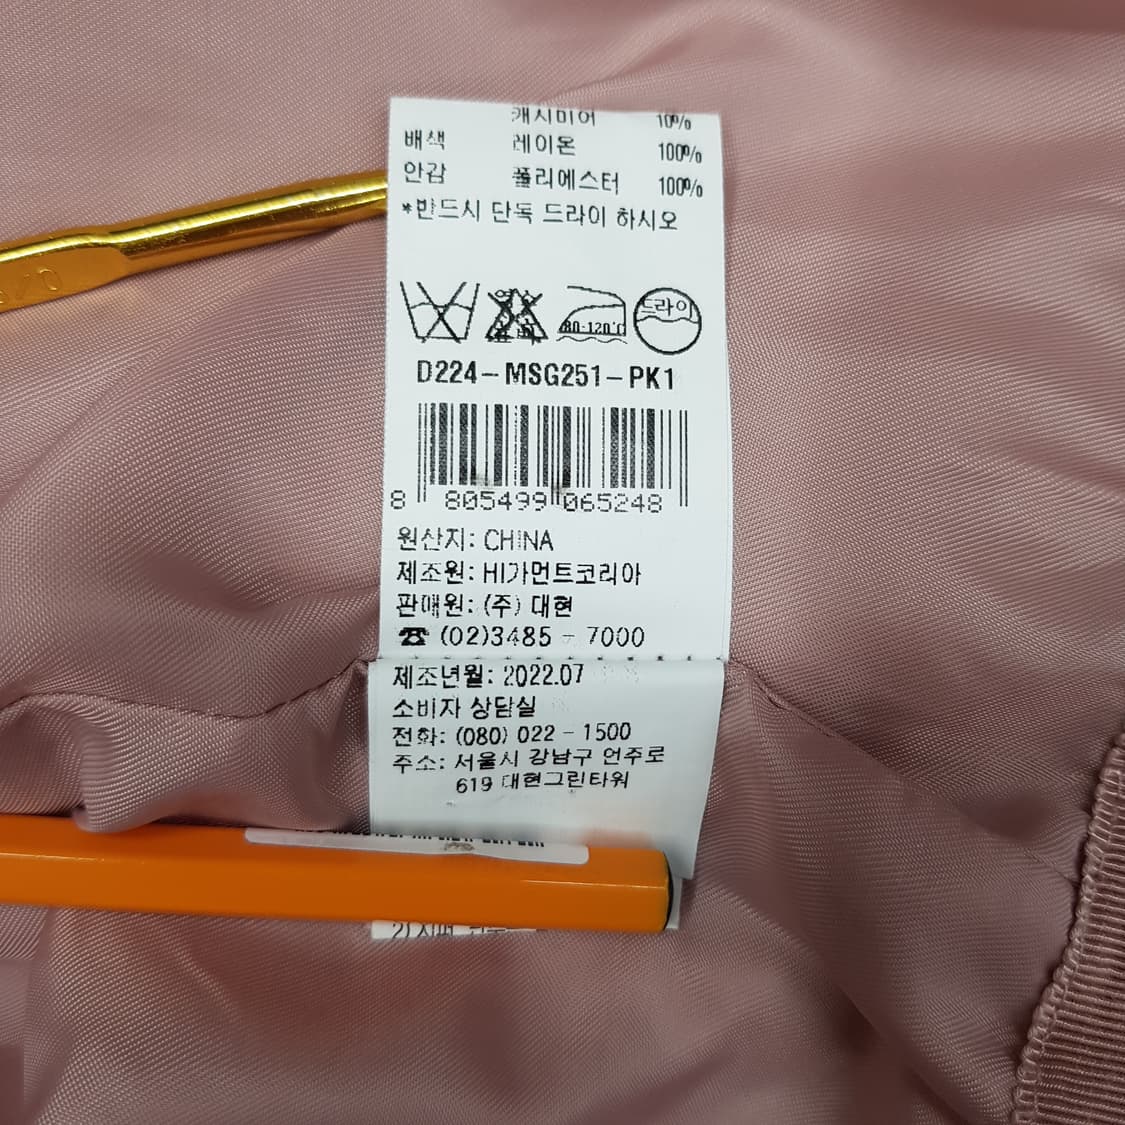 캐시미어 10%
배색 레이온 100%
안감 폴리에스터 100%
*반드시 단독 드라이 하시오
80-120℃ 드라이
D224-MSG251-PK1
8 805499 065248
원산지: CHINA
제조원: HI가먼트코리아
판매원: (주) 대현
☎ (02)3485 - 7000
제조년월: 2022.07
소비자 상담실
전화: (080) 022 - 1500
주소: 서울시 강남구 언주로
619 대현그린타워